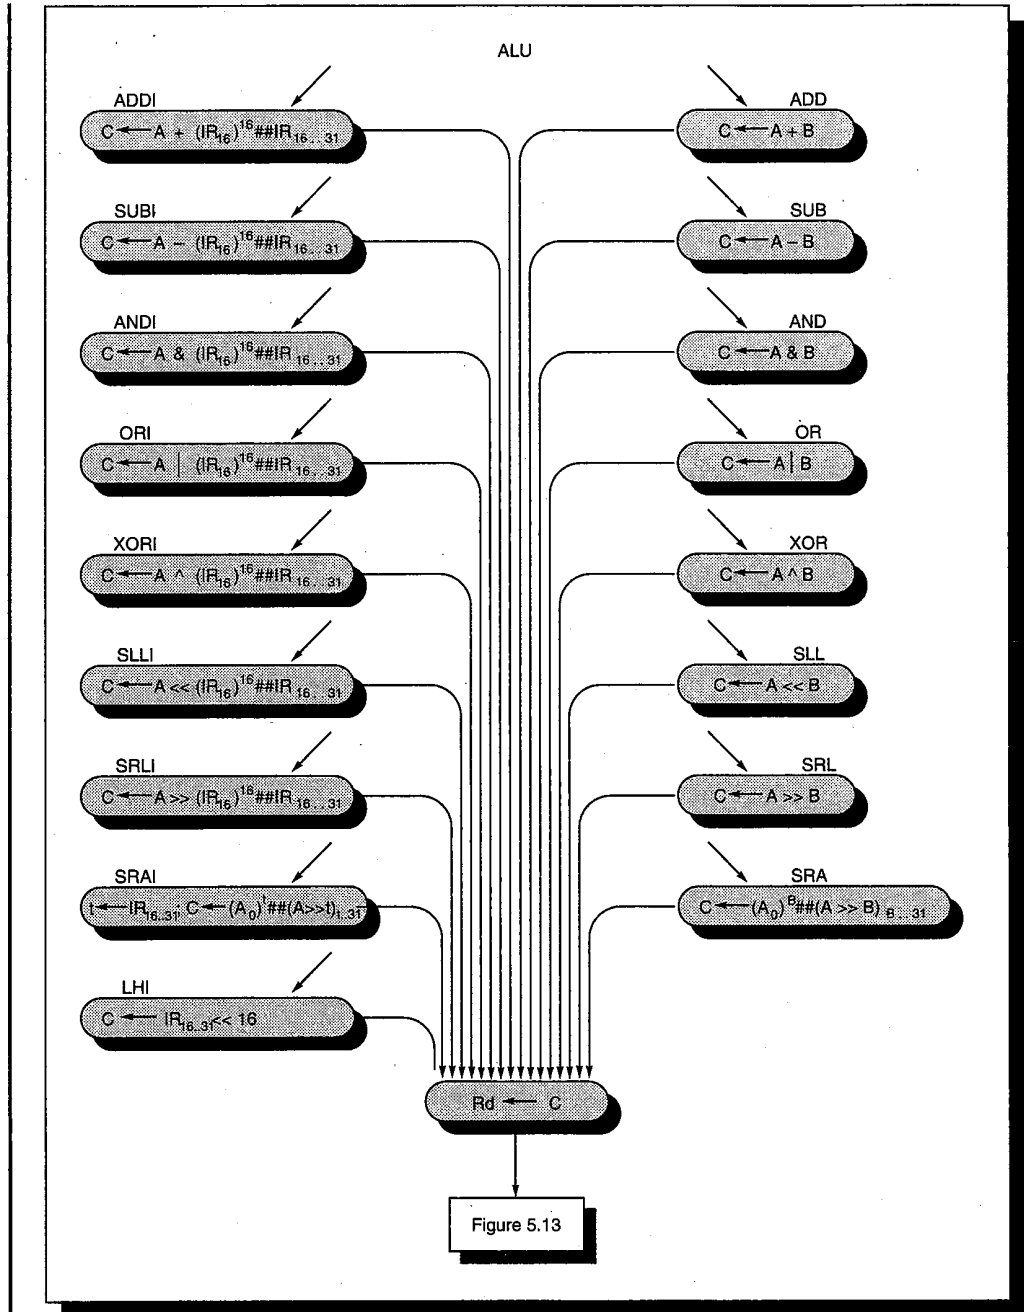 ALU
ADDI
C ← A + (IR16)^16##IR16..31
SUBI
C ← A − (IR16)^16##IR16..31
ANDI
C ← A & (IR16)^16##IR16..31
ORI
C ← A | (IR16)^16##IR16..31
XORI
C ← A ^ (IR16)^16##IR16..31
SLLI
C ← A << (IR16)^16##IR16..31
SRLI
C ← A >> (IR16)^16##IR16..31
SRAI
t ← IR16..31; C ← (A0)^t##(A>>t)t..31
LHI
C ← IR16..31 << 16
ADD
C ← A + B
SUB
C ← A − B
AND
C ← A & B
OR
C ← A | B
XOR
C ← A ^ B
SLL
C ← A << B
SRL
C ← A >> B
SRA
C ← (A0)^B##(A >> B)B..31
Rd ← C
Figure 5.13